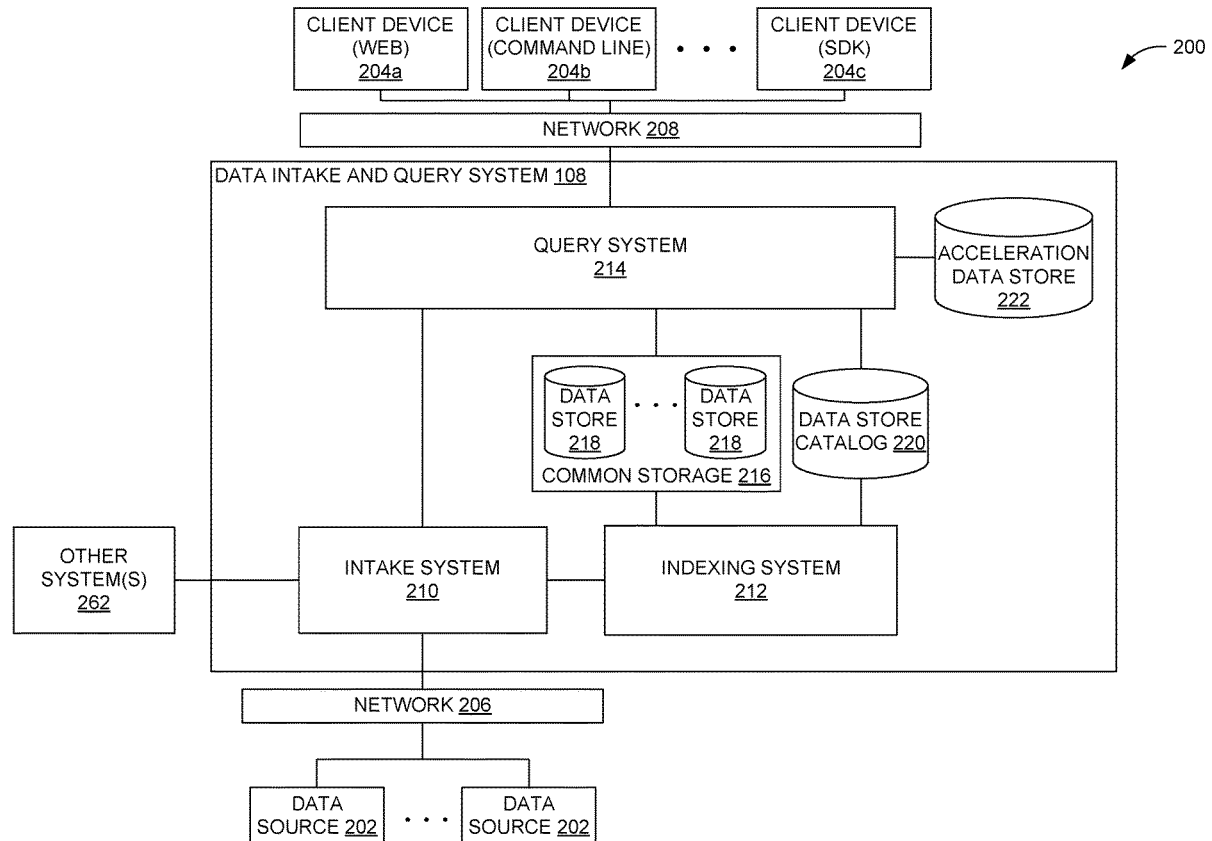 CLIENT DEVICE
(WEB)
204a
CLIENT DEVICE
(COMMAND LINE)
204b
CLIENT DEVICE
(SDK)
204c
200
NETWORK 208
DATA INTAKE AND QUERY SYSTEM 108
QUERY SYSTEM
214
ACCELERATION
DATA STORE
222
DATA
STORE
218
DATA
STORE
218
COMMON STORAGE 216
DATA STORE
CATALOG 220
OTHER
SYSTEM(S)
262
INTAKE SYSTEM
210
INDEXING SYSTEM
212
NETWORK 206
DATA
SOURCE 202
DATA
SOURCE 202